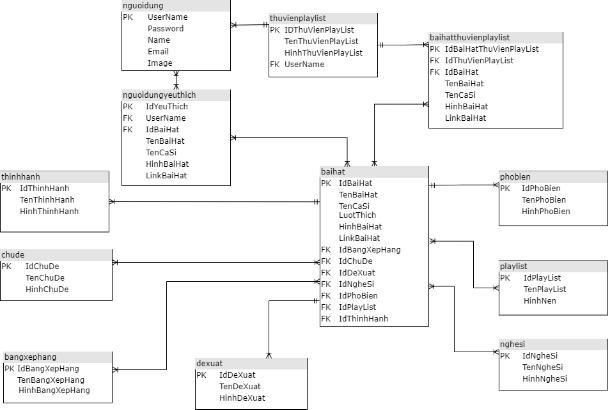 nguoidung
PK UserName
Password
Name
Email
Image
thuvienplaylist
PK IDThuVienPlayList
TenThuVienPlayList
HinhThuVienPlayList
FK UserName
baihatthuvienplaylist
PK IdBaiHatThuVienPlayList
FK IdThuVienPlayList
FK IdBaiHat
TenBaiHat
TenCaSi
HinhBaiHat
LinkBaiHat
nguoidungyeuthich
PK IdYeuThich
FK UserName
FK IdBaiHat
TenBaiHat
TenCaSi
HinhBaiHat
LinkBaiHat
thinhhanh
PK IdThinhHanh
TenThinhHanh
HinhThinhHanh
baihat
PK IdBaiHat
TenBaiHat
TenCaSi
LuotThich
HinhBaiHat
LinkBaiHat
FK IdBangXepHang
FK IdChuDe
FK IdDeXuat
FK IdNgheSi
FK IdPhoBien
FK IdPlayList
FK IdThinhHanh
phobien
PK IdPhoBien
TenPhoBien
HinhPhoBien
chude
PK IdChuDe
TenChuDe
HinhChuDe
playlist
PK IdPlayList
TenPlayList
HinhNen
bangxephang
PK IdBangXepHang
TenBangXepHang
HinhBangXepHang
dexuat
PK IdDeXuat
TenDeXuat
HinhDeXuat
nghesi
PK IdNgheSi
TenNgheSi
HinhNgheSi